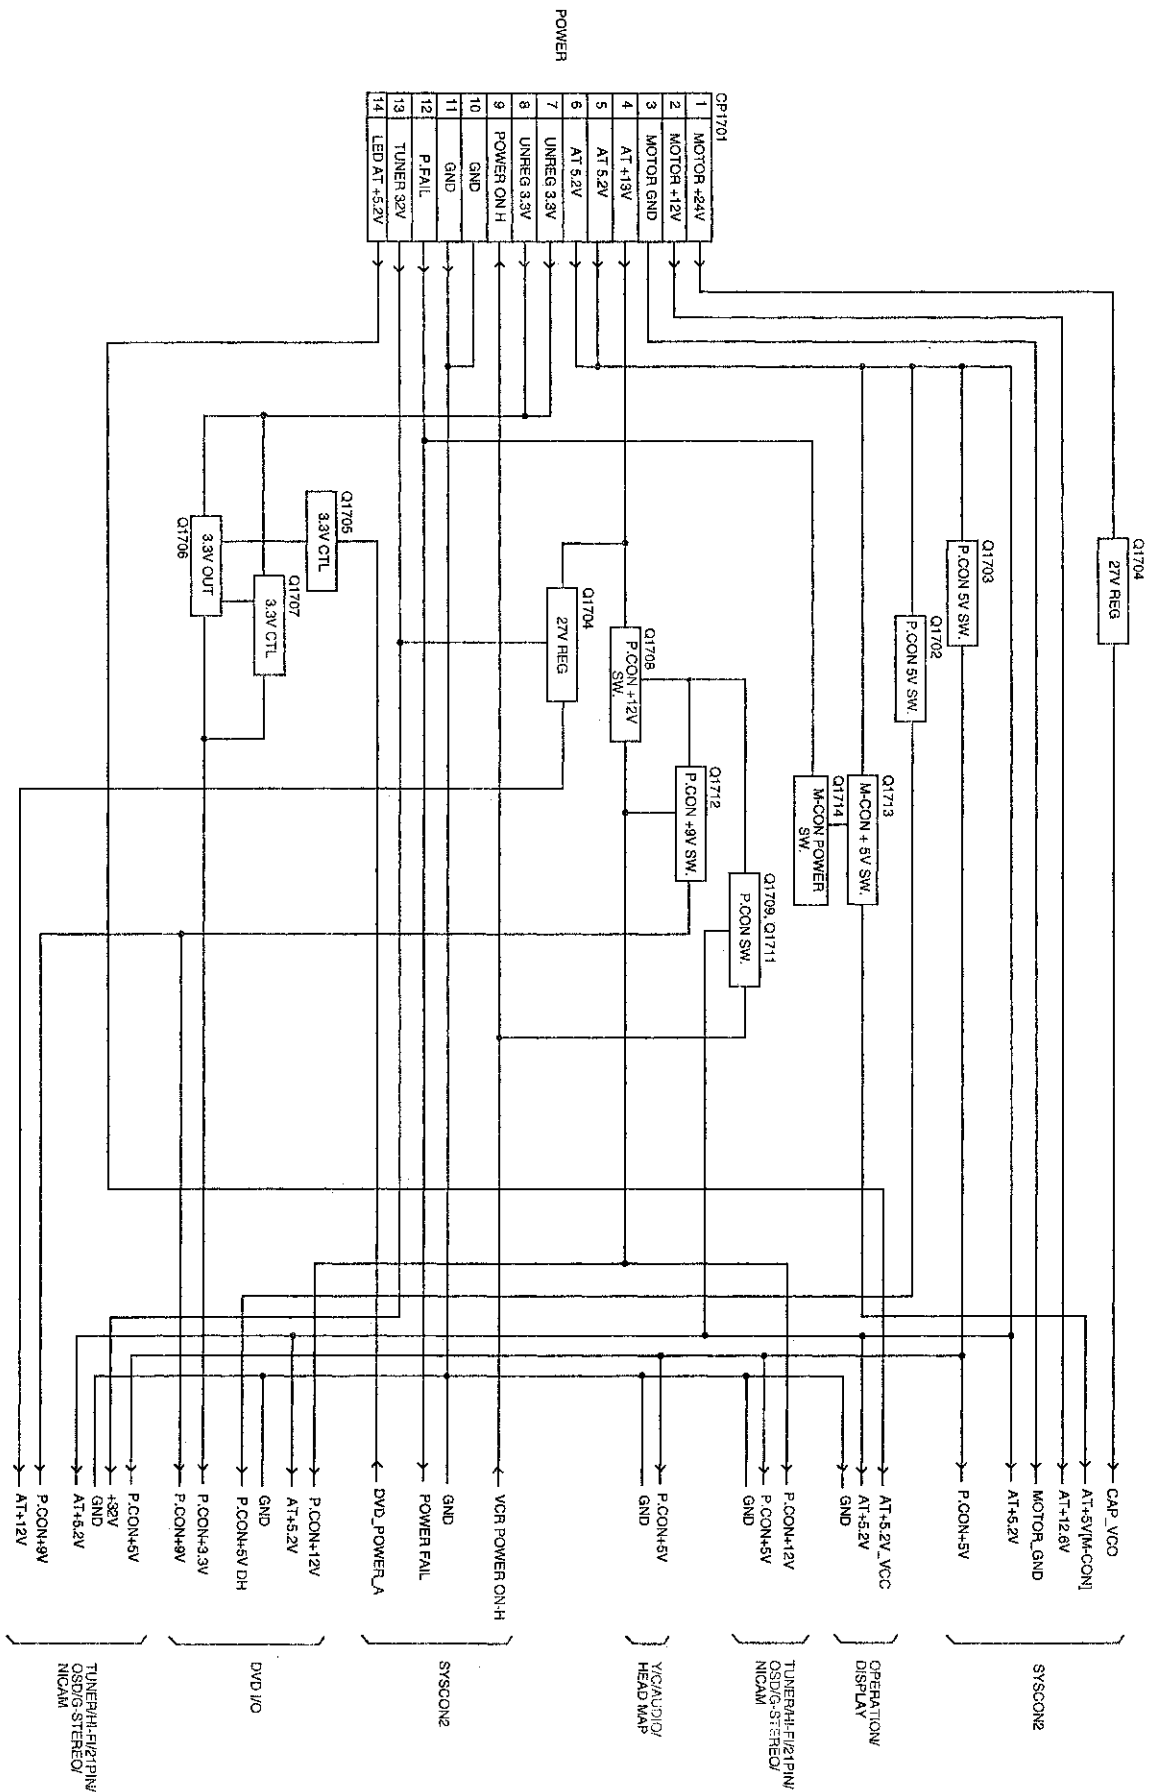 POWER
CP1701
1 MOTOR +24V
2 MOTOR +12V
3 MOTOR GND
4 AT +13V
5 AT 5.2V
6 AT 5.2V
7 UNREG 3.3V
8 UNREG 3.3V
9 POWER ON H
10 GND
11 GND
12 P.FAIL
13 TUNER 32V
14 LED AT +5.2V
Q1704
27V REG
Q1703
P.CON 5V SW.
Q1702
P.CON 5V SW.
Q1713
M-CON + 5V SW.
Q1714
M-CON POWER
SW.
Q1709, Q1711
P.CON SW.
Q1712
P.CON +9V SW.
Q1708
P.CON +12V
SW.
Q1704
27V REG
Q1705
3.3V CTL
Q1707
3.3V CTL
Q1706
3.3V OUT
CAP_VCO
AT+5V[M-CON]
AT+12.6V
MOTOR_GND
AT+5.2V
P.CON+5V
SYSCON2
AT+5.2V_VCC
AT+5.2V
GND
OPERATION/
DISPLAY
P.CON+12V
P.CON+5V
GND
TUNER/HI-FI/21PIN/
OSD/G-STEREO/
NICAM
P.CON+5V
GND
Y/C/AUDIO/
HEAD MAP
VCR POWER ON-H
GND
POWER FAIL
DVD_POWER_A
SYSCON2
P.CON+12V
AT+5.2V
GND
P.CON+5V DH
P.CON+3.3V
P.CON+9V
DVD I/O
P.CON+5V
+32V
GND
AT+5.2V
P.CON+9V
AT+12V
TUNER/HI-FI/21PIN/
OSD/G-STEREO/
NICAM